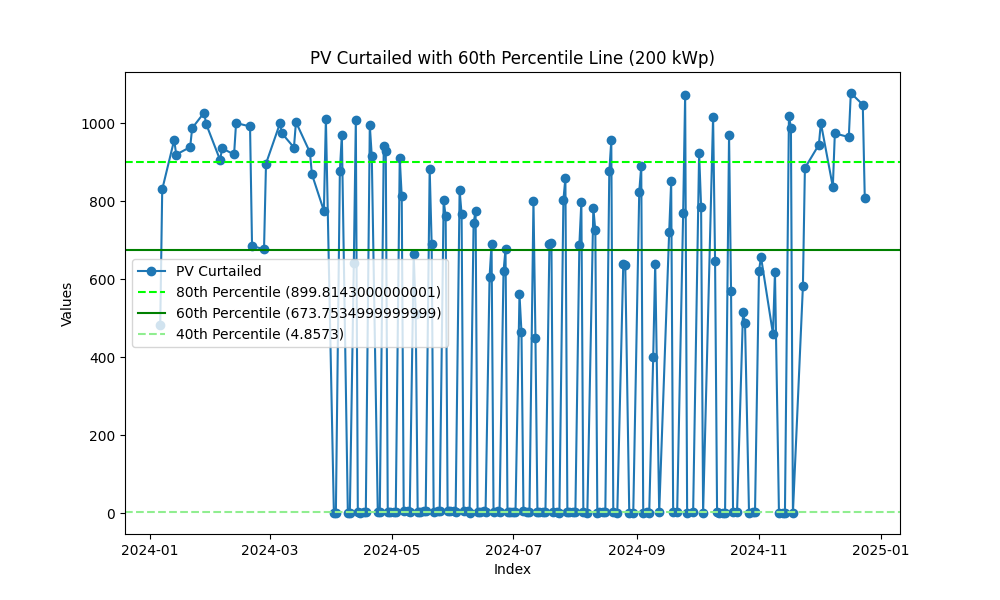 PV Curtailed with 60th Percentile Line (200 kWp)
1000
800
600
400
200
0
Values
PV Curtailed
80th Percentile (899.8143000000001)
60th Percentile (673.7534999999999)
40th Percentile (4.8573)
2024-01
2024-03
2024-05
2024-07
2024-09
2024-11
2025-01
Index